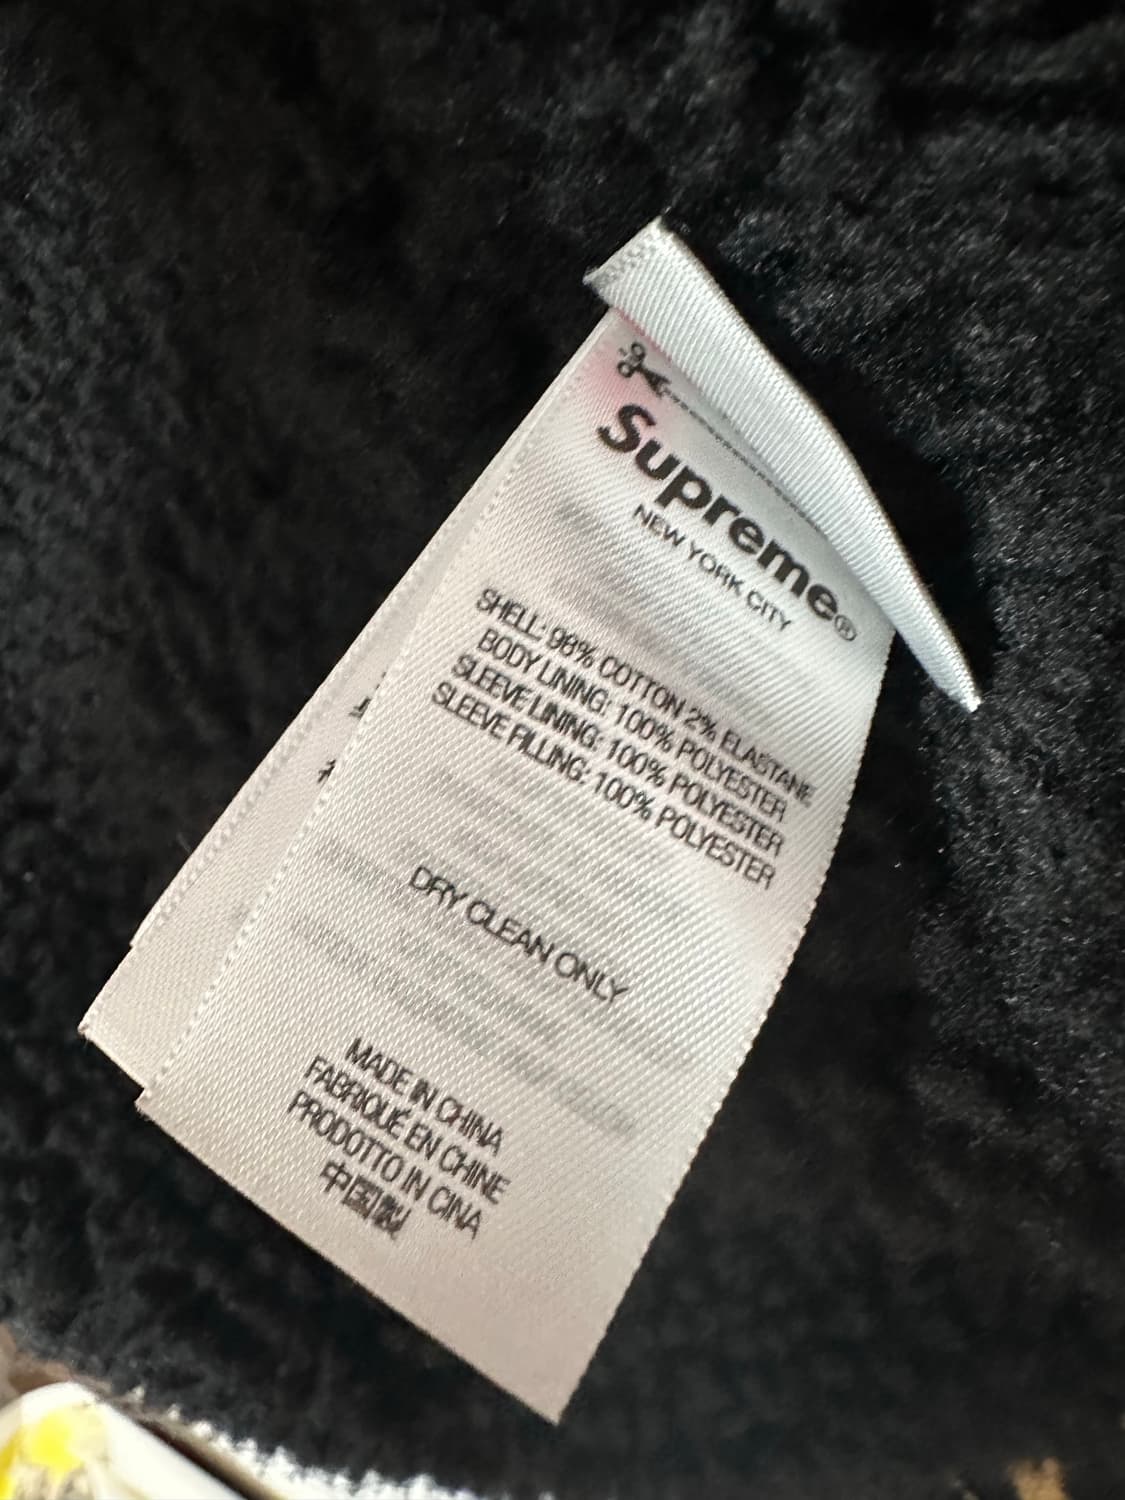 Supreme®
NEW YORK CITY
SHELL: 98% COTTON 2% ELASTANE
BODY LINING: 100% POLYESTER
SLEEVE LINING: 100% POLYESTER
SLEEVE FILLING: 100% POLYESTER
DRY CLEAN ONLY
MADE IN CHINA
FABRIQUÉ EN CHINE
PRODOTTO IN CINA
中国製